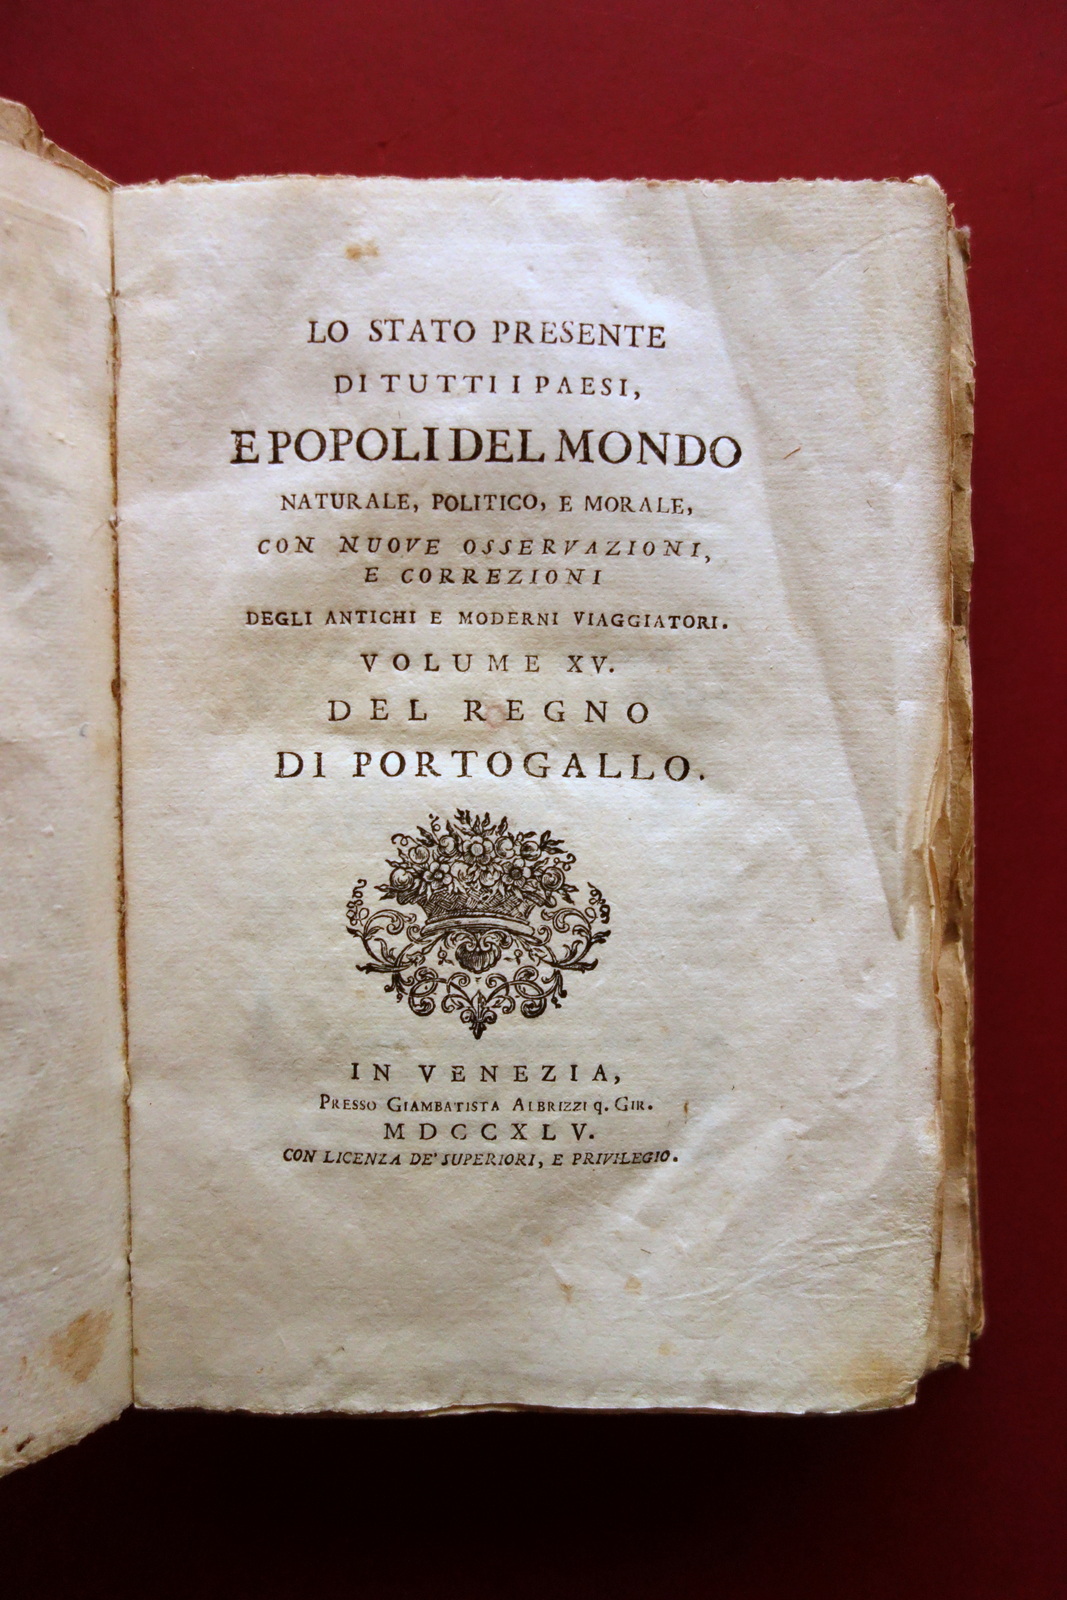 LO STATO PRESENTE
DI TUTTI I PAESI,
E POPOLI DEL MONDO
NATURALE, POLITICO, E MORALE,
CON NUOVE OSSERVAZIONI,
E CORREZIONI
DEGLI ANTICHI E MODERNI VIAGGIATORI.
VOLUME XV.
DEL REGNO
DI PORTOGALLO.
IN VENEZIA,
PRESSO GIAMBATISTA ALBRIZZI q. GIR.
MDCCXLV.
CON LICENZA DE' SUPERIORI, E PRIVILEGIO.